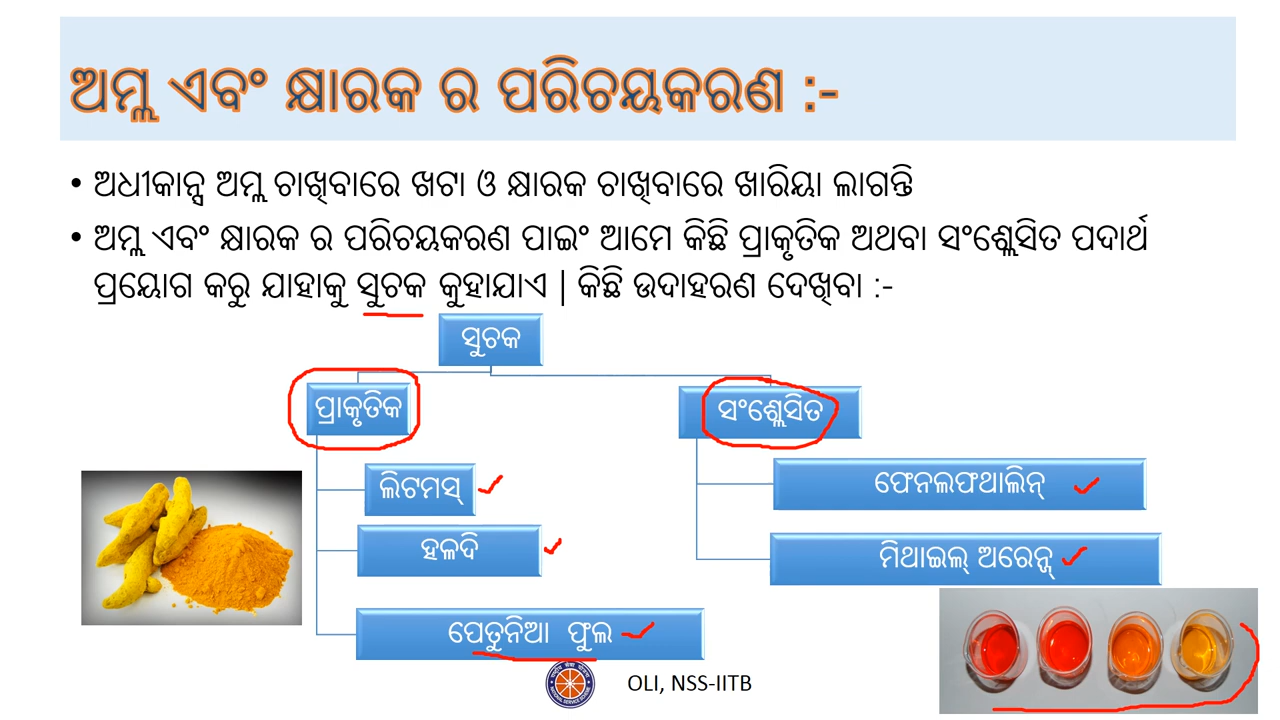 ଅମ୍ଳ ଏବଂ କ୍ଷାରକ ର ପରିଚୟକରଣ :-
• ଅଧୀକାନ୍ସ ଅମ୍ଳ ଚାଖିବାରେ ଖଟା ଓ କ୍ଷାରକ ଚାଖିବାରେ ଖାରିୟା ଲାଗନ୍ତି
• ଅମ୍ଳ ଏବଂ କ୍ଷାରକ ର ପରିଚୟକରଣ ପାଇଂ ଆମେ କିଛି ପ୍ରାକୃତିକ ଅଥବା ସଂଶ୍ଲେସିତ ପଦାର୍ଥ
ପ୍ରୟୋଗ କରୁ ଯାହାକୁ ସୁଚକ କୁହାଯାଏ | କିଛି ଉଦାହରଣ ଦେଖିବା :-
ସୁଚକ
ପ୍ରାକୃତିକ
ସଂଶ୍ଲେସିତ
ଲିଟମସ୍
ଫେନଲଫଥାଲିନ୍
ହଳଦି
ମିଥାଇଲ୍ ଅରେନ୍ଜ୍
ପେତୁନିଆ ଫୁଲ
OLI, NSS-IITB